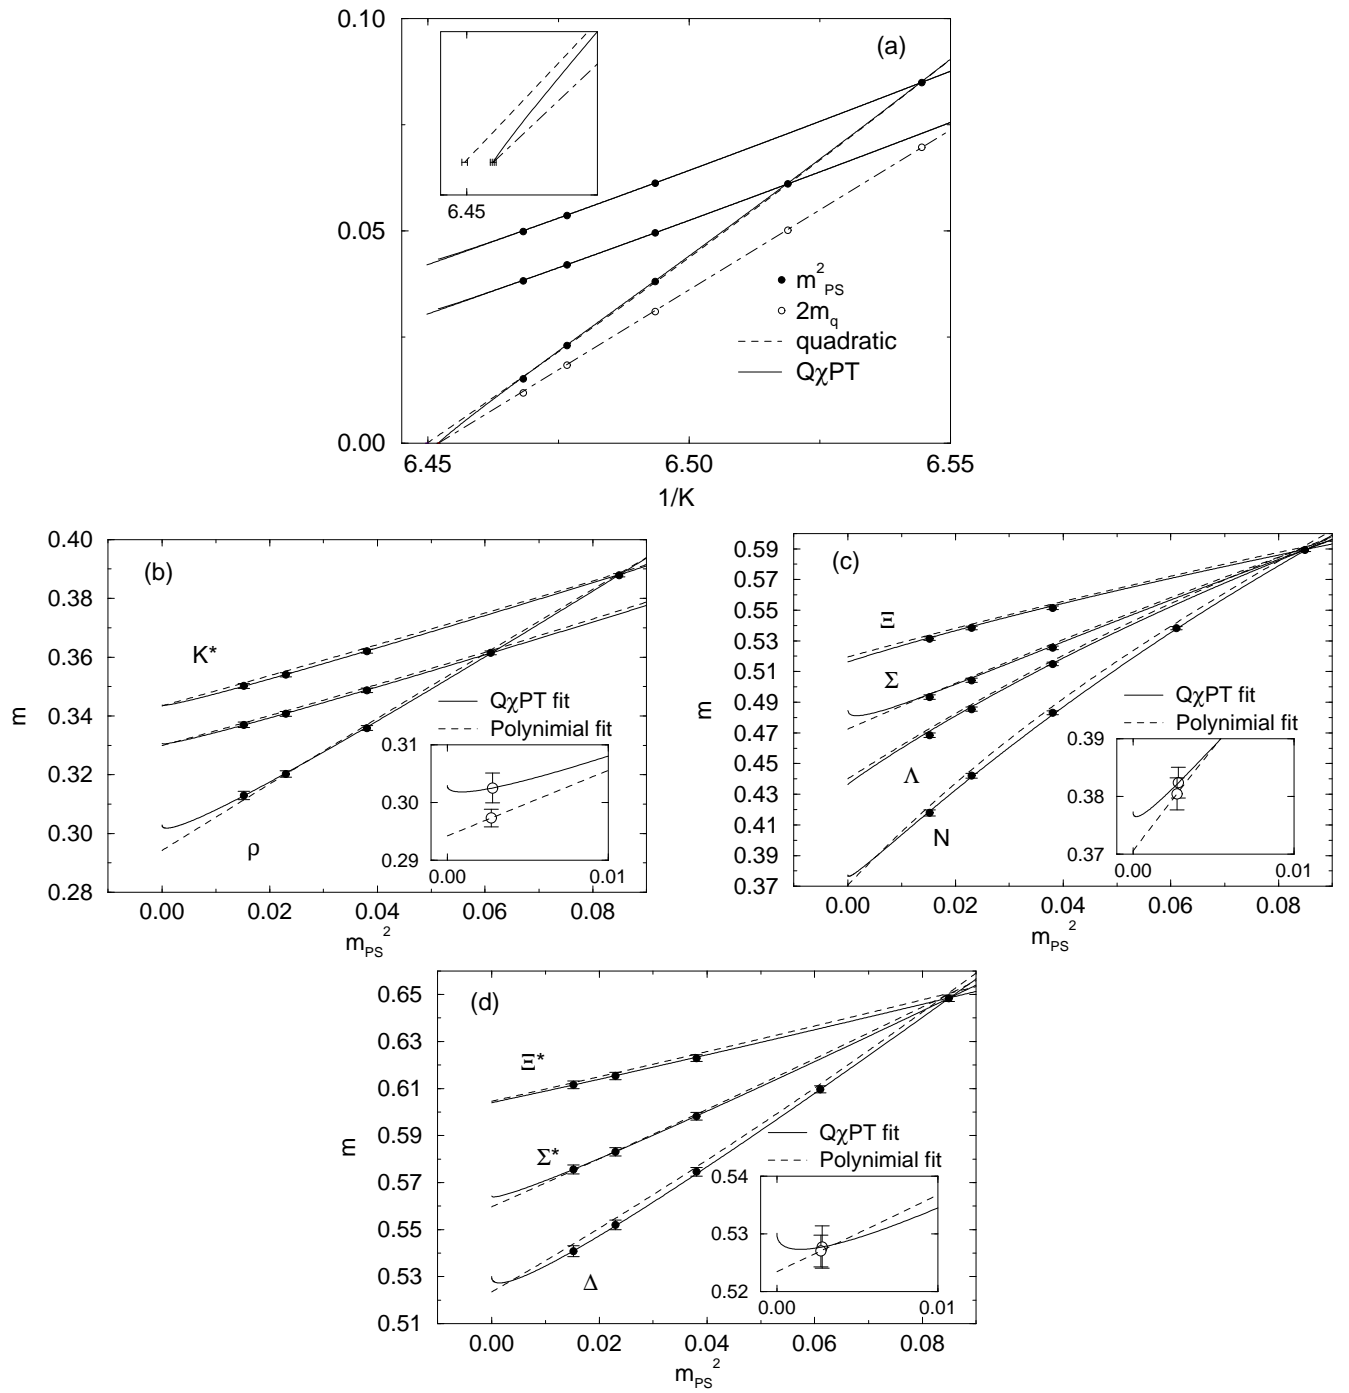 0.10
(a)
6.45
0.05
m²PS
2mq
quadratic
QχPT
0.00
6.45 6.50 6.55
1/K
0.40
(b)
0.38
K*
0.36
m
0.34
QχPT fit
Polynimial fit
0.32
0.31
0.30
0.30
ρ
0.29
0.00 0.01
0.28
0.00 0.02 0.04 0.06 0.08
mPS²
0.59
(c)
0.57
0.55
Ξ
0.53
0.51
m
0.49
Σ
QχPT fit
0.47
Polynimial fit
0.45
0.39
Λ
0.43
0.38
0.41
N
0.39
0.37
0.00 0.01
0.37
0.00 0.02 0.04 0.06 0.08
mPS²
0.65
(d)
0.63
Ξ*
0.61
0.59
m
Σ*
QχPT fit
0.57
Polynimial fit
0.55
0.54
0.53
0.53
Δ
0.52
0.00 0.01
0.51
0.00 0.02 0.04 0.06 0.08
mPS²